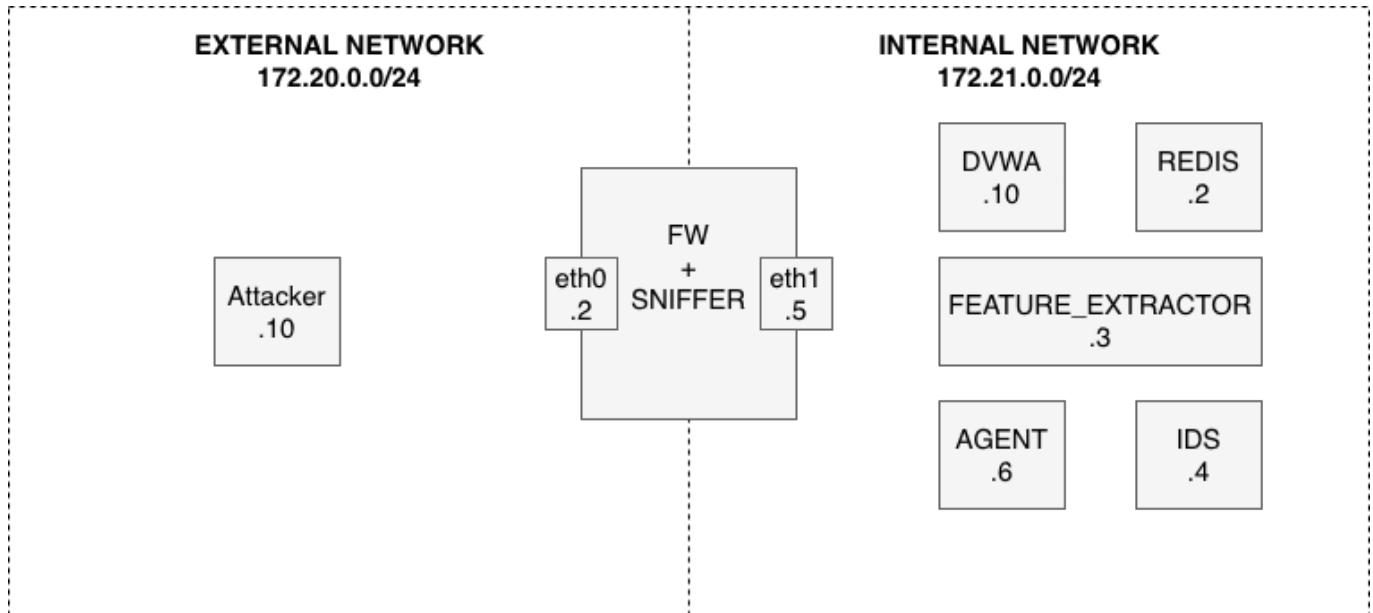 EXTERNAL NETWORK
172.20.0.0/24
INTERNAL NETWORK
172.21.0.0/24
DVWA
.10
REDIS
.2
FW
+
SNIFFER
eth0
.2
eth1
.5
Attacker
.10
FEATURE_EXTRACTOR
.3
AGENT
.6
IDS
.4